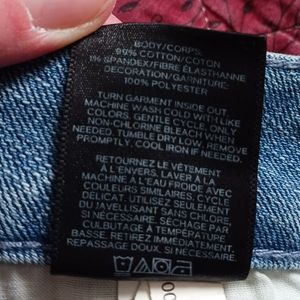 BODY/CORPS:
99% COTTON/COTON
1% SPANDEX/FIBRE ÉLASTHANNE
DECORATION/GARNITURE:
100% POLYESTER
TURN GARMENT INSIDE OUT.
MACHINE WASH COLD WITH LIKE
COLORS. GENTLE CYCLE. ONLY
NON-CHLORINE BLEACH WHEN
NEEDED. TUMBLE DRY LOW. REMOVE
PROMPTLY, COOL IRON IF NEEDED.
RETOURNEZ LE VÊTEMENT
À L'ENVERS. LAVER À LA
MACHINE À L'EAU FROIDE AVEC
COULEURS SIMILAIRES. CYCLE
DÉLICAT. UTILISEZ SEULEMENT
DU JAVELLISANT SANS CHLORE,
SI NÉCESSAIRE. SÉCHAGE PAR
CULBUTAGE À TEMPÉRATURE
BASSE. RETIREZ RAPIDEMENT.
REPASSAGE DOUX, SI NÉCESSAIRE.